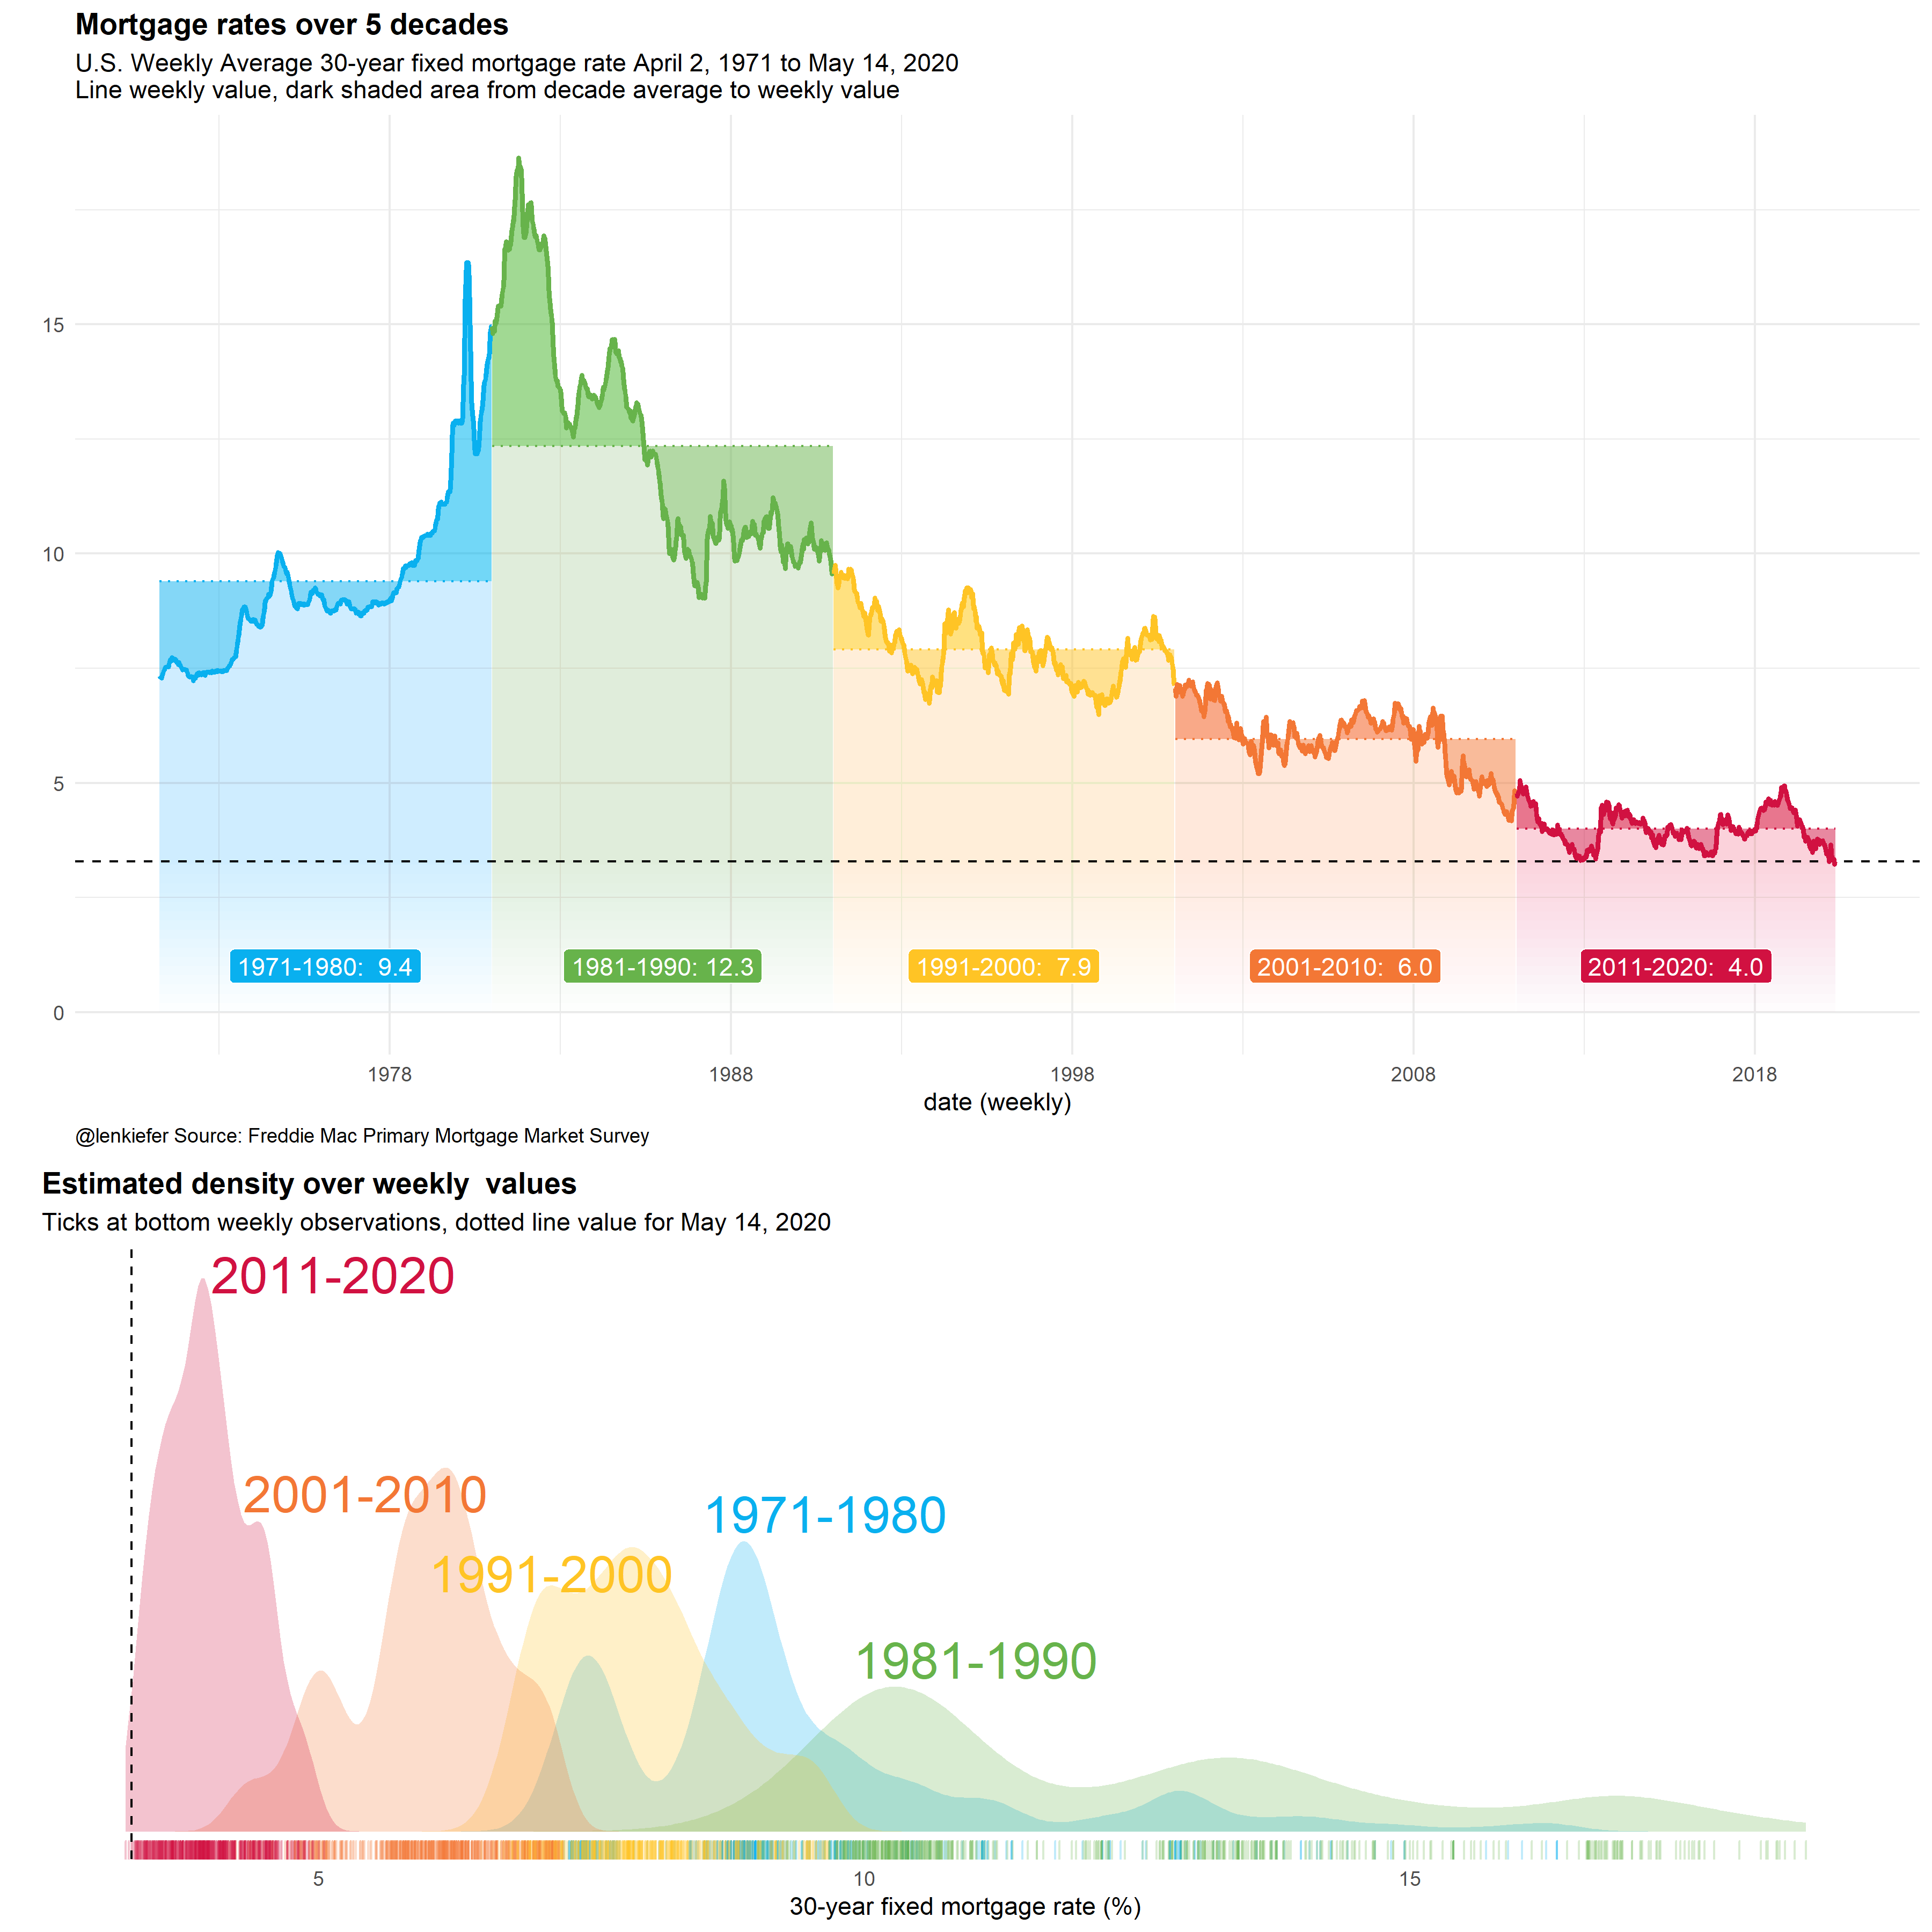 Mortgage rates over 5 decades
U.S. Weekly Average 30-year fixed mortgage rate April 2, 1971 to May 14, 2020
Line weekly value, dark shaded area from decade average to weekly value
15
10
5
0
1971-1980:  9.4
1981-1990: 12.3
1991-2000:  7.9
2001-2010:  6.0
2011-2020:  4.0
1978
1988
1998
2008
2018
date (weekly)
@lenkiefer Source: Freddie Mac Primary Mortgage Market Survey
Estimated density over weekly  values
Ticks at bottom weekly observations, dotted line value for May 14, 2020
2011-2020
2001-2010
1971-1980
1991-2000
1981-1990
5
10
15
30-year fixed mortgage rate (%)